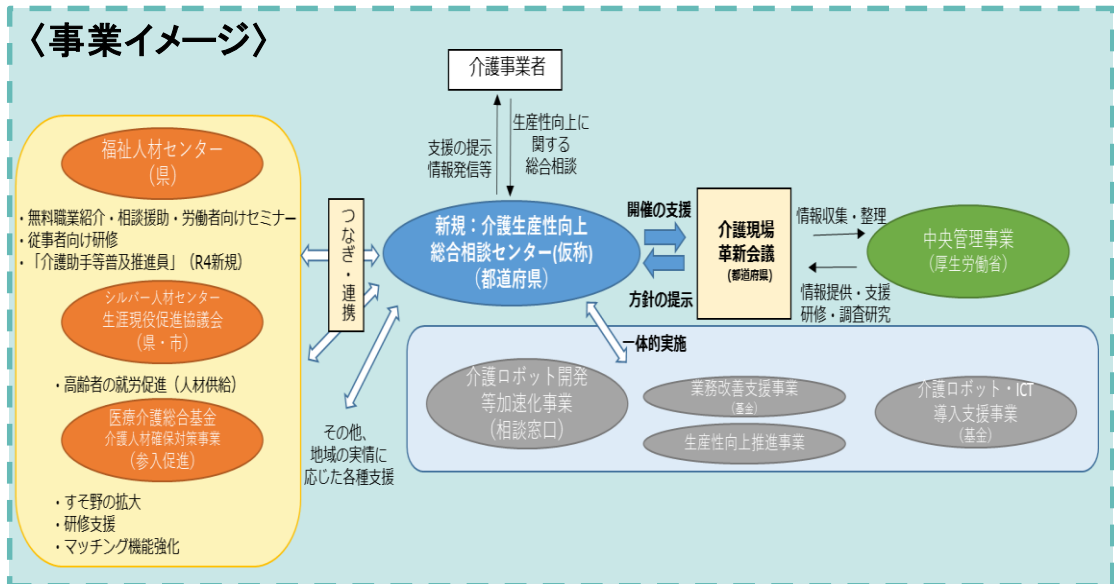 〈事業イメージ〉
介護事業者
支援の提示
情報発信等
生産性向上に
関する
総合相談
福祉人材センター
(県)
・無料職業紹介・相談援助・労働者向けセミナー
・従事者向け研修
・「介護助手等普及推進員」（R4新規）
シルバー人材センター
生涯現役促進協議会
(県・市)
・高齢者の就労促進（人材供給）
医療介護総合基金
介護人材確保対策事業
(参入促進)
・すそ野の拡大
・研修支援
・マッチング機能強化
つなぎ・連携
新規：介護生産性向上
総合相談センター(仮称)
(都道府県)
その他、
地域の実情に
応じた各種支援
開催の支援
方針の提示
介護現場
革新会議
(都道府県)
情報収集・整理
情報提供・支援
研修・調査研究
中央管理事業
(厚生労働省)
一体的実施
介護ロボット開発
等加速化事業
(相談窓口)
業務改善支援事業
(基金)
生産性向上推進事業
介護ロボット・ICT
導入支援事業
(基金)